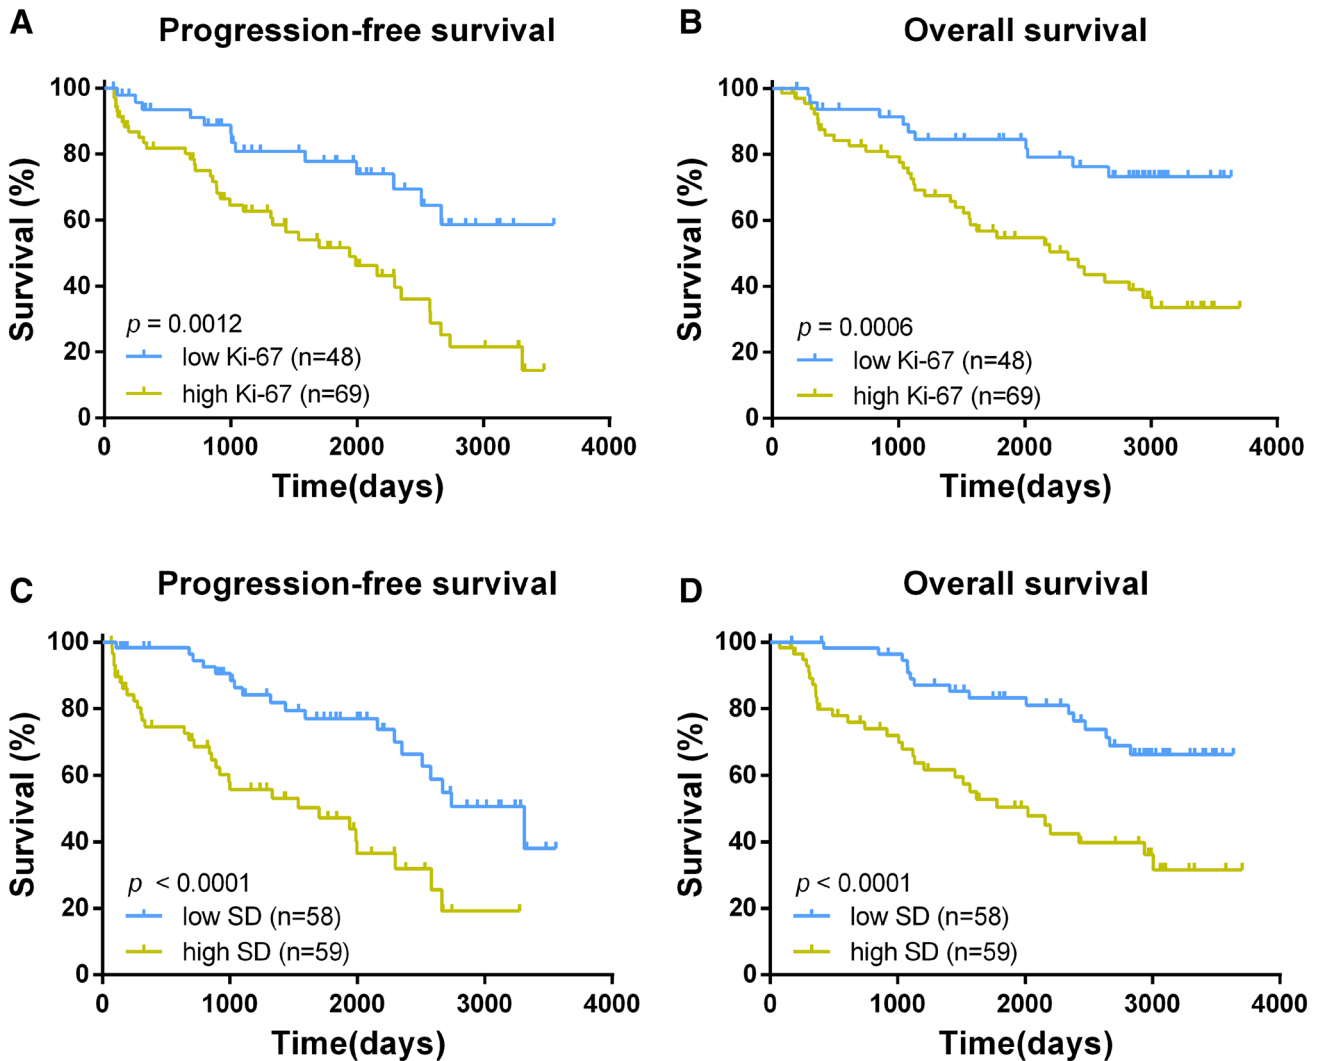 A
Progression-free survival
Survival (%)
100
80
60
40
20
0
p = 0.0012
low Ki-67 (n=48)
high Ki-67 (n=69)
0 1000 2000 3000 4000
Time(days)
B
Overall survival
Survival (%)
100
80
60
40
20
0
p = 0.0006
low Ki-67 (n=48)
high Ki-67 (n=69)
0 1000 2000 3000 4000
Time(days)
C
Progression-free survival
Survival (%)
100
80
60
40
20
0
p < 0.0001
low SD (n=58)
high SD (n=59)
0 1000 2000 3000 4000
Time(days)
D
Overall survival
Survival (%)
100
80
60
40
20
0
p < 0.0001
low SD (n=58)
high SD (n=59)
0 1000 2000 3000 4000
Time(days)